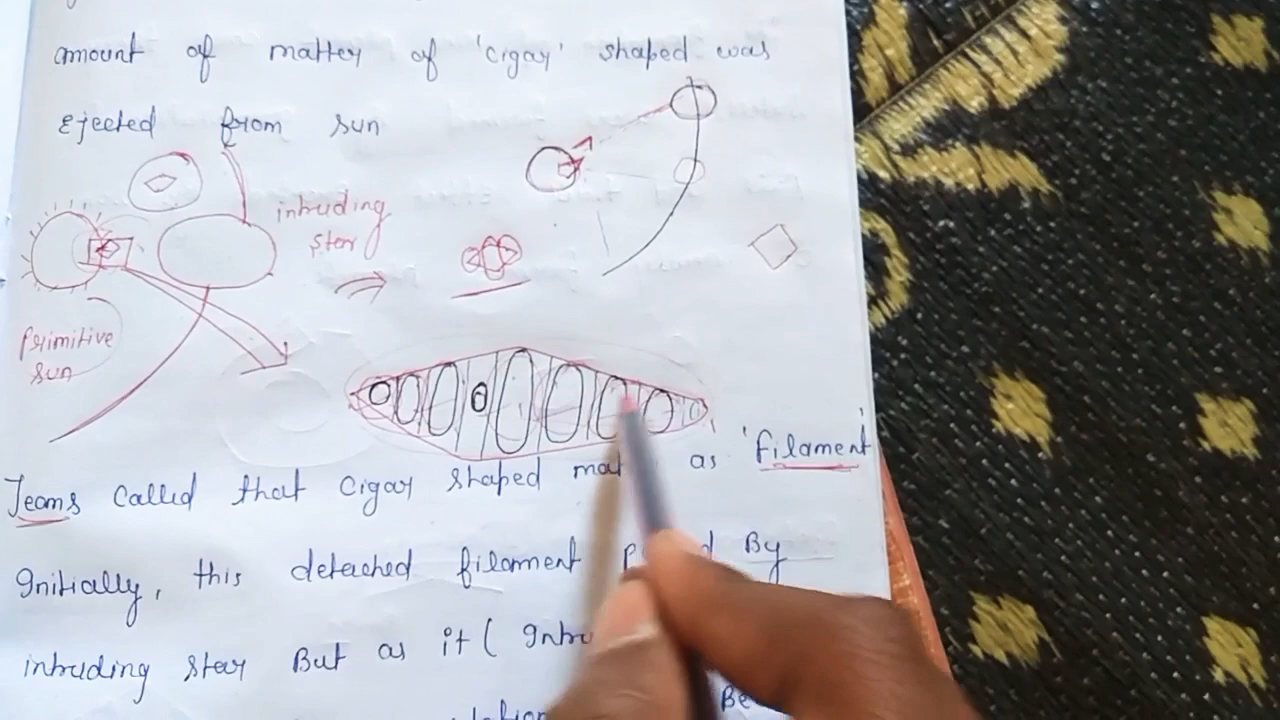 amount of matter of 'cigar' shaped was
ejected from sun
intruding
star
primitive
sun
Jeams called that cigar shaped as 'filament'
Initially, this detached filament By
intruding star But as it (